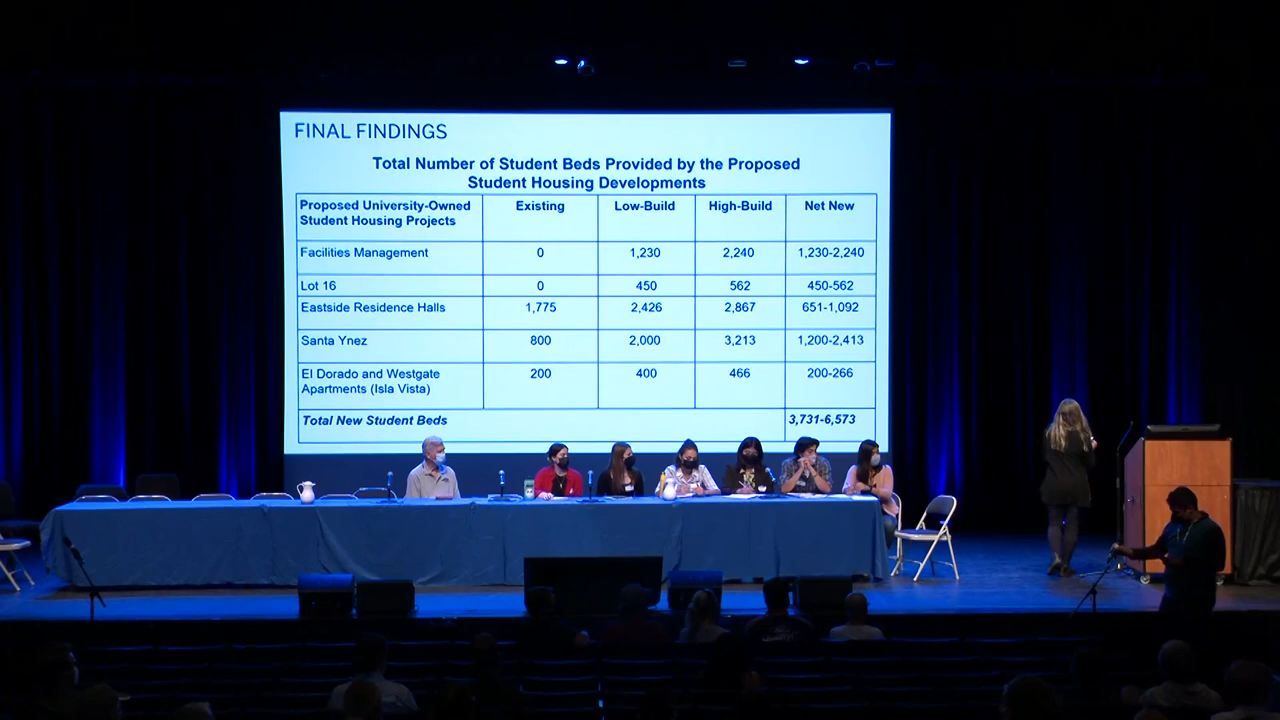 FINAL FINDINGS
Total Number of Student Beds Provided by the Proposed
Student Housing Developments
Proposed University-Owned Student Housing Projects Existing Low-Build High-Build Net New
Facilities Management 0 1,230 2,240 1,230-2,240
Lot 16 0 450 562 450-562
Eastside Residence Halls 1,775 2,426 2,867 651-1,092
Santa Ynez 800 2,000 3,213 1,200-2,413
El Dorado and Westgate Apartments (Isla Vista) 200 400 466 200-266
Total New Student Beds 3,731-6,573